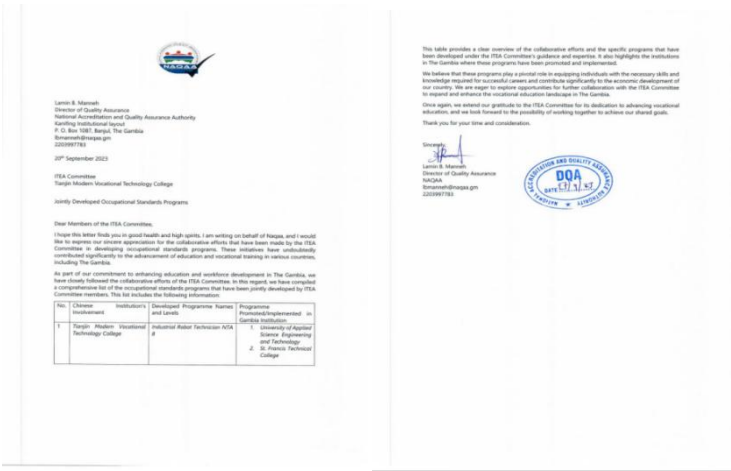 NAQAA
Lamin B. Manneh
Director of Quality Assurance
National Accreditation and Quality Assurance Authority
Kanifing Institutional layout
P. O. Box 1087, Banjul, The Gambia
lbmanneh@naqaa.gm
2203997783
20th September 2023
ITEA Committee
Tianjin Modern Vocational Technology College
Jointly Developed Occupational Standards Programs
Dear Members of the ITEA Committee,
I hope this letter finds you in good health and high spirits. I am writing on behalf of Naqaa, and I would
like to express our sincere appreciation for the collaborative efforts that have been made by the ITEA
Committee in developing occupational standards programs. These initiatives have undoubtedly
contributed significantly to the advancement of education and vocational training in various countries,
including The Gambia.
As part of our commitment to enhancing education and workforce development in The Gambia, we
have closely followed the collaborative efforts of the ITEA Committee. In this regard, we have compiled
a comprehensive list of the occupational standards programs that have been jointly developed by ITEA
Committee members. This list includes the following information:
No. Chinese Institution's Involvement
Developed Programme Names and Levels
Programme Promoted/Implemented in Gambia Institution
1 Tianjin Modern Vocational Technology College
Industrial Robot Technician NTA 8
1. University of Applied Science Engineering and Technology
2. St. Francis Technical College
This table provides a clear overview of the collaborative efforts and the specific programs that have
been developed under the ITEA Committee's guidance and expertise. It also highlights the institutions
in The Gambia where these programs have been promoted and implemented.
We believe that these programs play a pivotal role in equipping individuals with the necessary skills and
knowledge required for successful careers and contribute significantly to the economic development of
our country. We are eager to explore opportunities for further collaboration with the ITEA Committee
to expand and enhance the vocational education landscape in The Gambia.
Once again, we extend our gratitude to the ITEA Committee for its dedication to advancing vocational
education, and we look forward to the possibility of working together to achieve our shared goals.
Thank you for your time and consideration.
Sincerely,
Lamin B. Manneh
Director of Quality Assurance
NAQAA
lbmanneh@naqaa.gm
2203997783
NATIONAL ACCREDITATION AND QUALITY ASSURANCE AUTHORITY
DQA
DATE